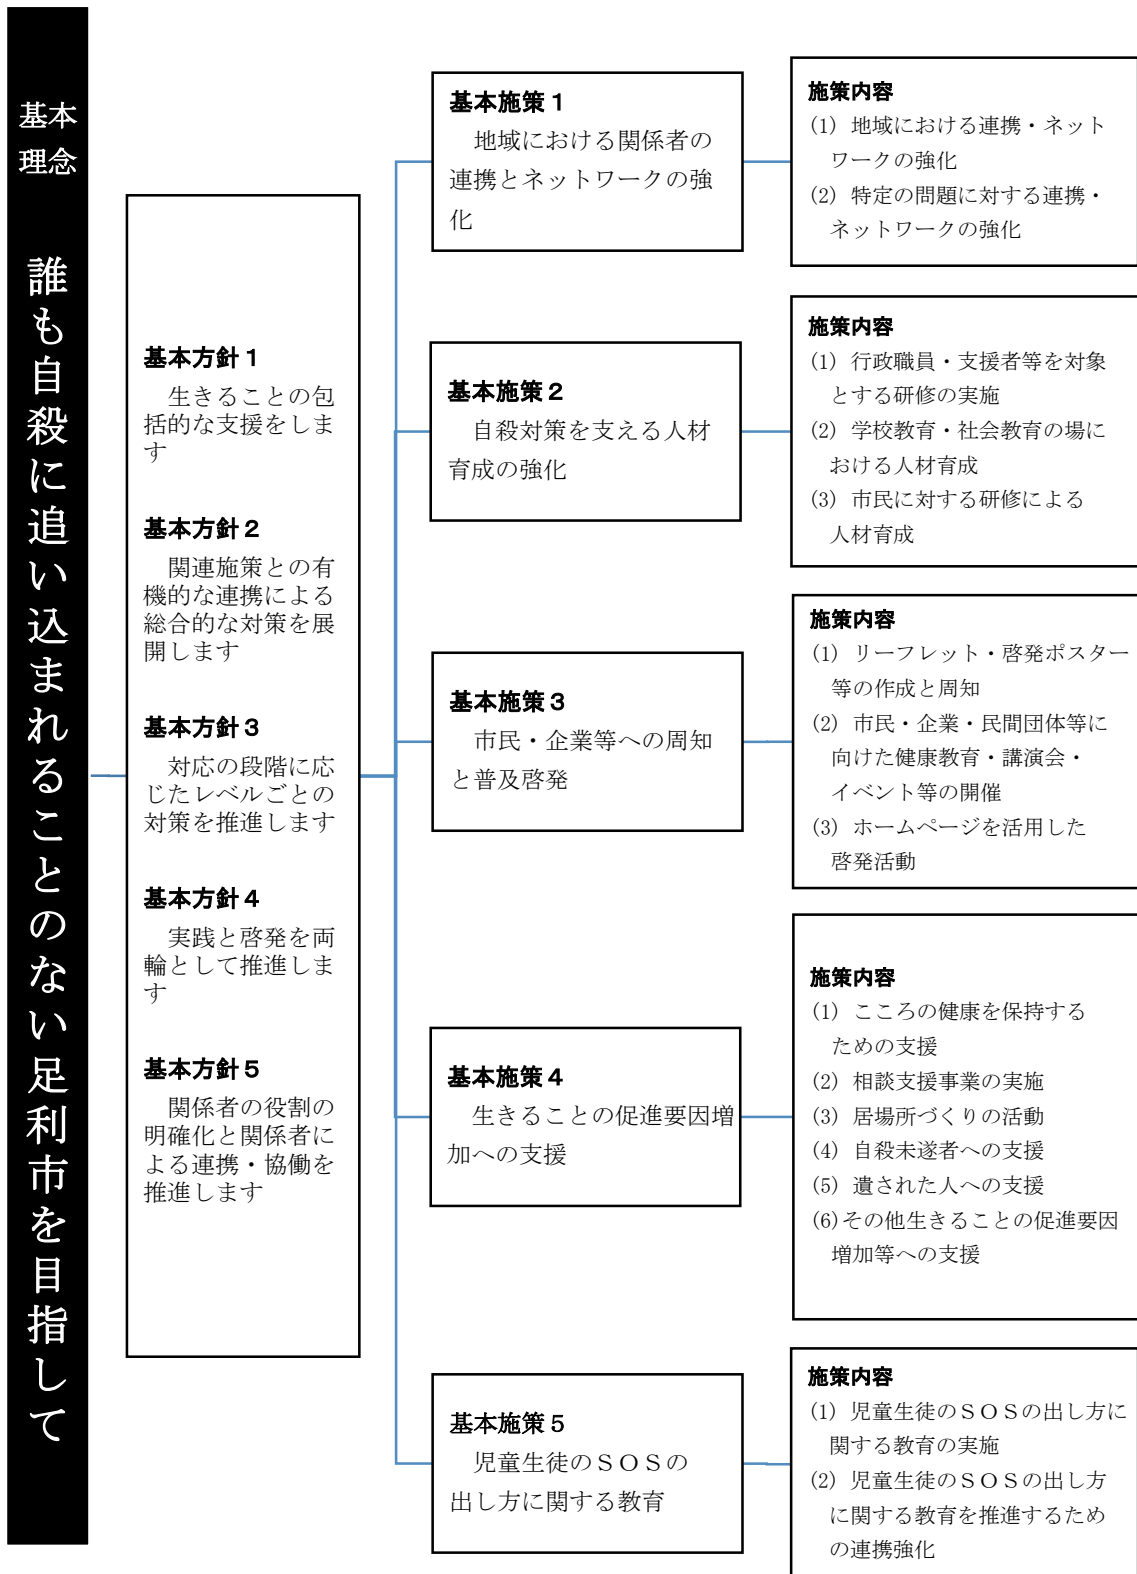 基本
理念
誰も自殺に追い込まれることのない足利市を目指して
基本方針１
生きることの包
括的な支援をしま
す
基本方針２
関連施策との有
機的な連携による
総合的な対策を展
開します
基本方針３
対応の段階に応
じたレベルごとの
対策を推進します
基本方針４
実践と啓発を両
輪として推進しま
す
基本方針５
関係者の役割の
明確化と関係者に
よる連携・協働を
推進します
基本施策１
地域における関係者の
連携とネットワークの強
化
施策内容
(1) 地域における連携・ネット
ワークの強化
(2) 特定の問題に対する連携・
ネットワークの強化
基本施策２
自殺対策を支える人材
育成の強化
施策内容
(1) 行政職員・支援者等を対象
とする研修の実施
(2) 学校教育・社会教育の場に
おける人材育成
(3) 市民に対する研修による
人材育成
基本施策３
市民・企業等への周知
と普及啓発
施策内容
(1) リーフレット・啓発ポスター
等の作成と周知
(2) 市民・企業・民間団体等に
向けた健康教育・講演会・
イベント等の開催
(3) ホームページを活用した
啓発活動
基本施策４
生きることの促進要因増
加への支援
施策内容
(1) こころの健康を保持する
ための支援
(2) 相談支援事業の実施
(3) 居場所づくりの活動
(4) 自殺未遂者への支援
(5) 遺された人への支援
(6)その他生きることの促進要因
増加等への支援
基本施策５
児童生徒のＳＯＳの
出し方に関する教育
施策内容
(1) 児童生徒のＳＯＳの出し方に
関する教育の実施
(2) 児童生徒のＳＯＳの出し方
に関する教育を推進するため
の連携強化